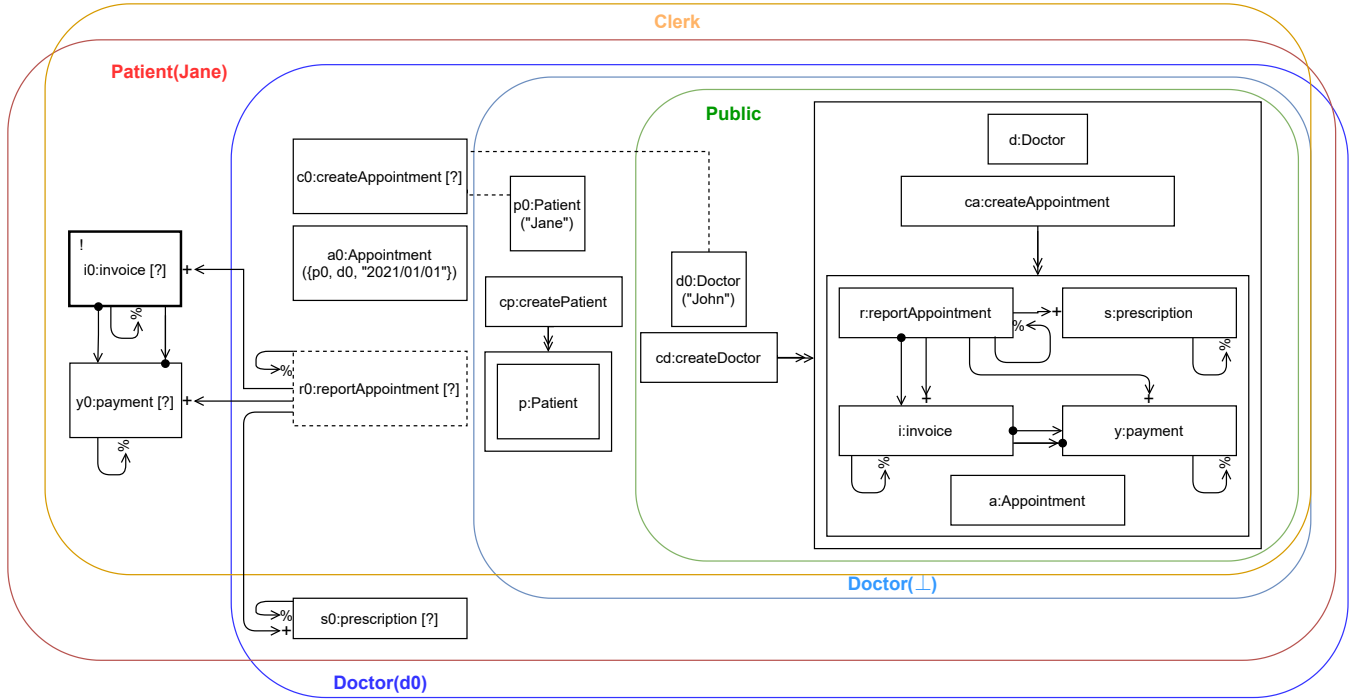 Clerk
Patient(Jane)
Public
d:Doctor
c0:createAppointment [?]
p0:Patient
("Jane")
ca:createAppointment
!
i0:invoice [?]
+
%
a0:Appointment
({p0, d0, "2021/01/01"})
d0:Doctor
("John")
cp:createPatient
r:reportAppointment
+
%
s:prescription
%
cd:createDoctor
%
r0:reportAppointment [?]
y0:payment [?]
+
%
p:Patient
+
+
i:invoice
%
y:payment
%
a:Appointment
Doctor(⊥)
%
+
s0:prescription [?]
Doctor(d0)